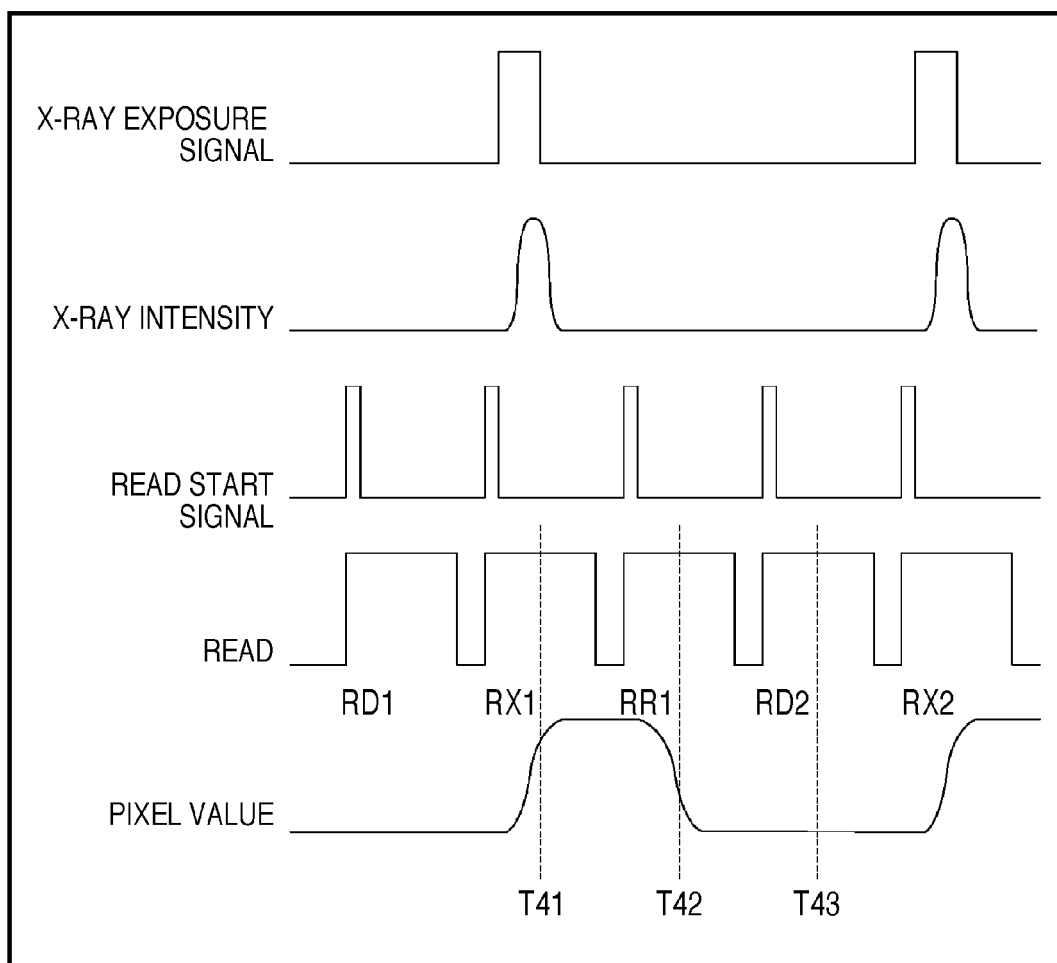 X-RAY EXPOSURE
SIGNAL
X-RAY INTENSITY
READ START
SIGNAL
READ
RD1 RX1 RR1 RD2 RX2
PIXEL VALUE
T41 T42 T43